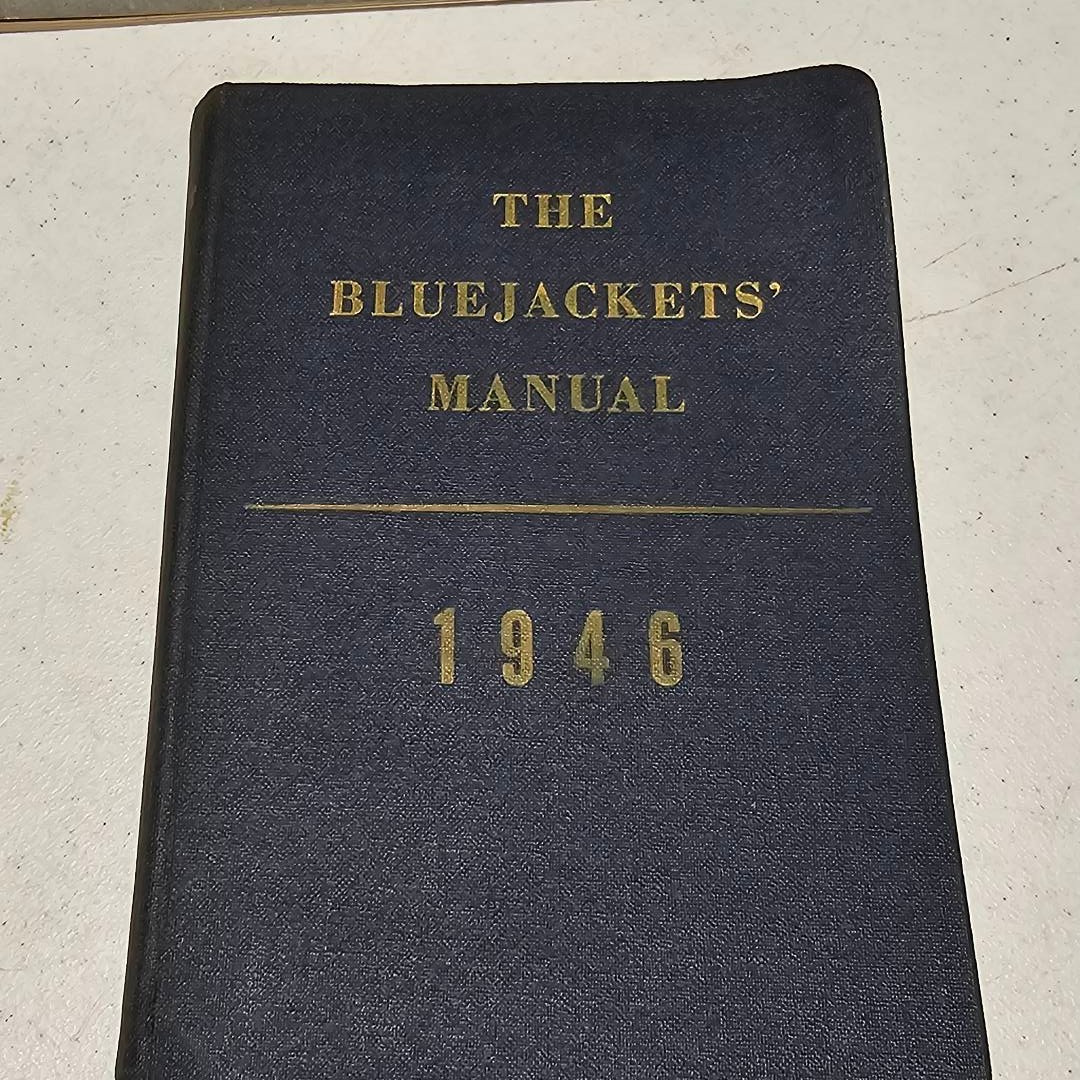 THE
BLUEJACKETS’
MANUAL
1946